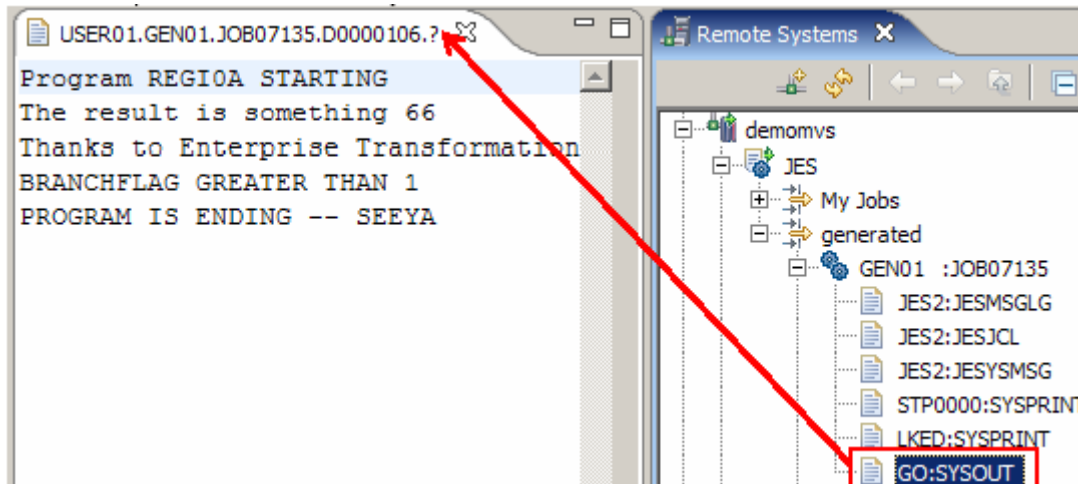 USER01.GEN01.JOB07135.D0000106.?
Program REGI0A STARTING
The result is something 66
Thanks to Enterprise Transformation
BRANCHFLAG GREATER THAN 1
PROGRAM IS ENDING -- SEEYA
Remote Systems
demomvs
JES
My Jobs
generated
GEN01 :JOB07135
JES2:JESMSGLG
JES2:JESJCL
JES2:JESYSMSG
STP0000:SYSPRINT
LKED:SYSPRINT
GO:SYSOUT